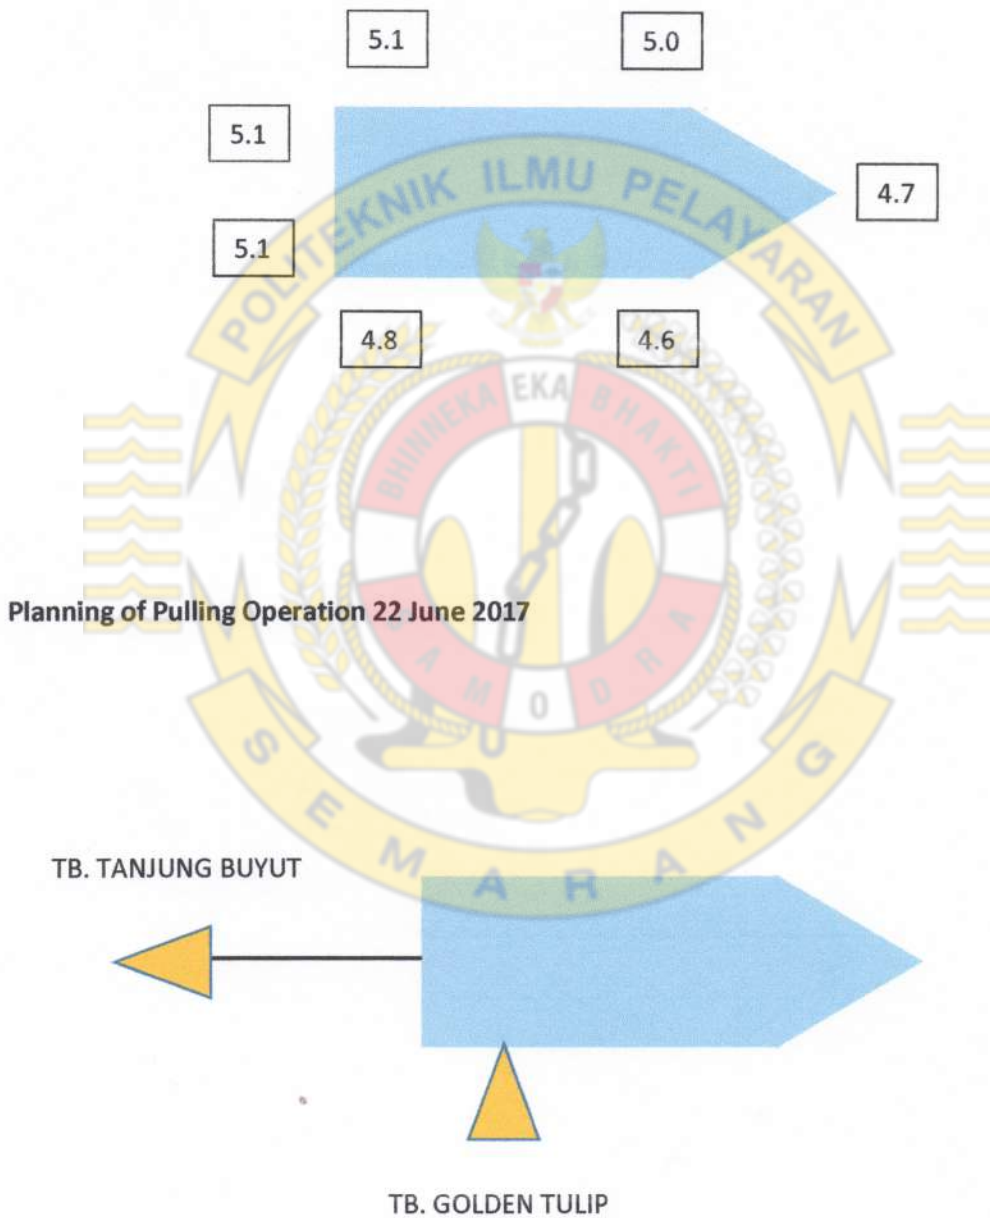 5.1
5.0
5.1
4.7
5.1
4.8
4.6
POLITEKNIK ILMU PELAYARAN
BHINNEKA EKA BHAKTI
Planning of Pulling Operation 22 June 2017
SAMODRA
SEMARANG
TB. TANJUNG BUYUT
TB. GOLDEN TULIP